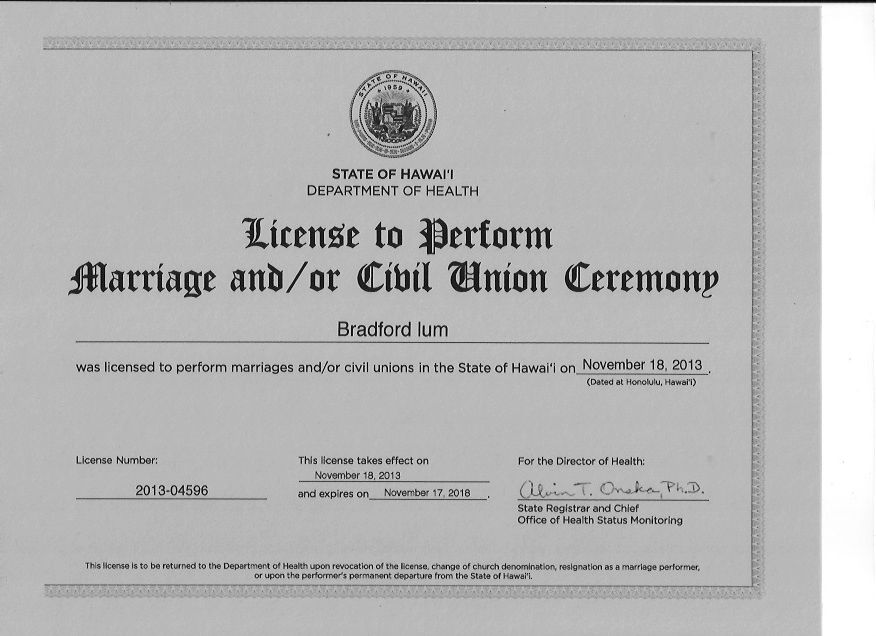 STATE OF HAWAII
1959
STATE OF HAWAI‘I
DEPARTMENT OF HEALTH
License to Perform
Marriage and/or Civil Union Ceremony
Bradford Ium
was licensed to perform marriages and/or civil unions in the State of Hawai‘i on November 18, 2013.
(Dated at Honolulu, Hawai‘i)
License Number:
2013-04596
This license takes effect on
November 18, 2013
and expires on November 17, 2018.
For the Director of Health:
Alvin T. Onaka, Ph.D.
State Registrar and Chief
Office of Health Status Monitoring
This license is to be returned to the Department of Health upon revocation of the license, change of church denomination, resignation as a marriage performer,
or upon the performer's permanent departure from the State of Hawai‘i.